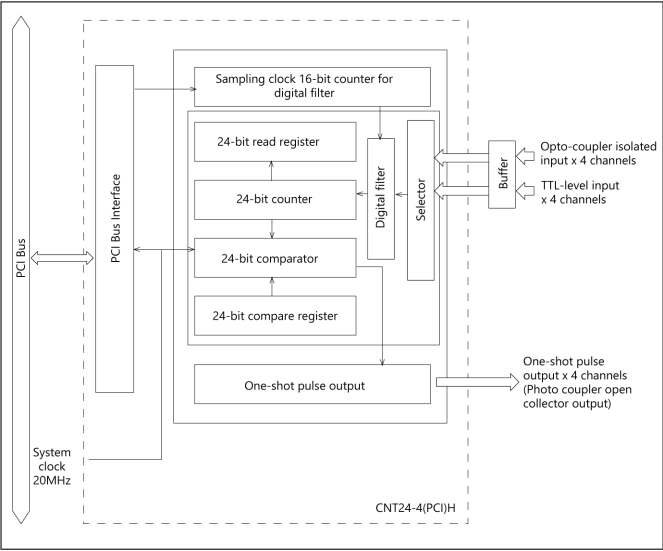 PCI Bus
PCI Bus Interface
Sampling clock 16-bit counter for
digital filter
24-bit read register
24-bit counter
24-bit comparator
24-bit compare register
Digital filter
Selector
Buffer
Opto-coupler isolated
input x 4 channels
TTL-level input
x 4 channels
One-shot pulse output
One-shot pulse
output x 4 channels
(Photo coupler open
collector output)
System
clock
20MHz
CNT24-4(PCI)H